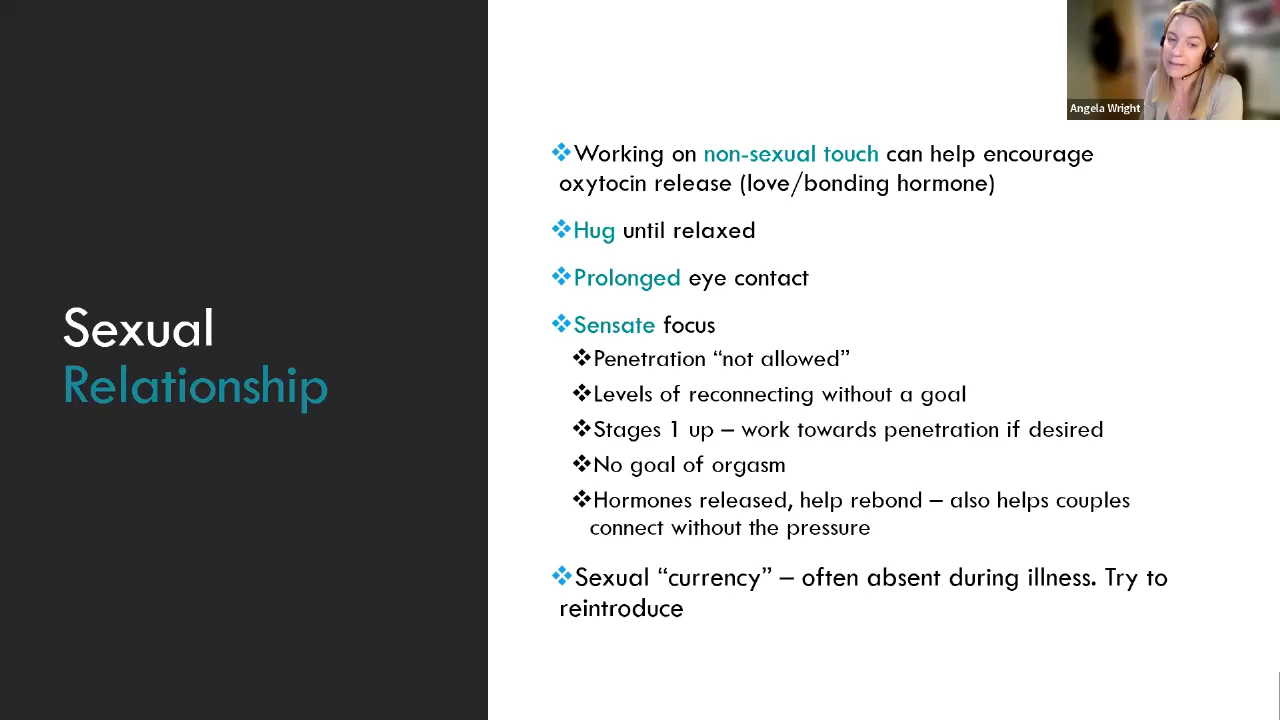 Angela Wright
Sexual
Relationship
❖Working on non-sexual touch can help encourage
oxytocin release (love/bonding hormone)
❖Hug until relaxed
❖Prolonged eye contact
❖Sensate focus
❖Penetration “not allowed”
❖Levels of reconnecting without a goal
❖Stages 1 up – work towards penetration if desired
❖No goal of orgasm
❖Hormones released, help rebond – also helps couples
connect without the pressure
❖Sexual “currency” – often absent during illness. Try to
reintroduce